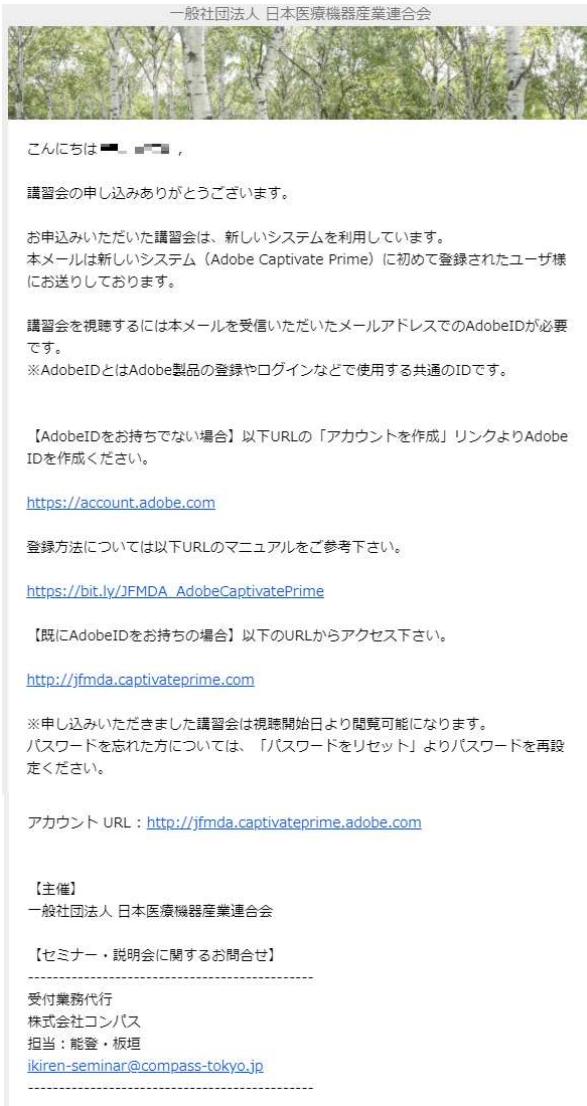 一般社団法人 日本医療機器産業連合会
こんにちは ,
講習会の申し込みありがとうございます。
お申込みいただいた講習会は、新しいシステムを利用しています。
本メールは新しいシステム（Adobe Captivate Prime）に初めて登録されたユーザ様
にお送りしております。
講習会を視聴するには本メールを受信いただいたメールアドレスでのAdobeIDが必要
です。
※AdobeIDとはAdobe製品の登録やログインなどで使用する共通のIDです。
【AdobeIDをお持ちでない場合】以下URLの「アカウントを作成」リンクよりAdobe
IDを作成ください。
https://account.adobe.com
登録方法については以下URLのマニュアルをご参考下さい。
https://bit.ly/JFMDA_AdobeCaptivatePrime
【既にAdobeIDをお持ちの場合】以下のURLからアクセス下さい。
http://jfmda.captivateprime.com
※申し込みいただきました講習会は視聴開始日より閲覧可能になります。
パスワードを忘れた方については、「パスワードをリセット」よりパスワードを再設
定ください。
アカウント URL : http://jfmda.captivateprime.adobe.com
【主催】
一般社団法人 日本医療機器産業連合会
【セミナー・説明会に関するお問合せ】
----------------------------------------------
受付業務代行
株式会社コンパス
担当：能登・板垣
ikiren-seminar@compass-tokyo.jp
----------------------------------------------